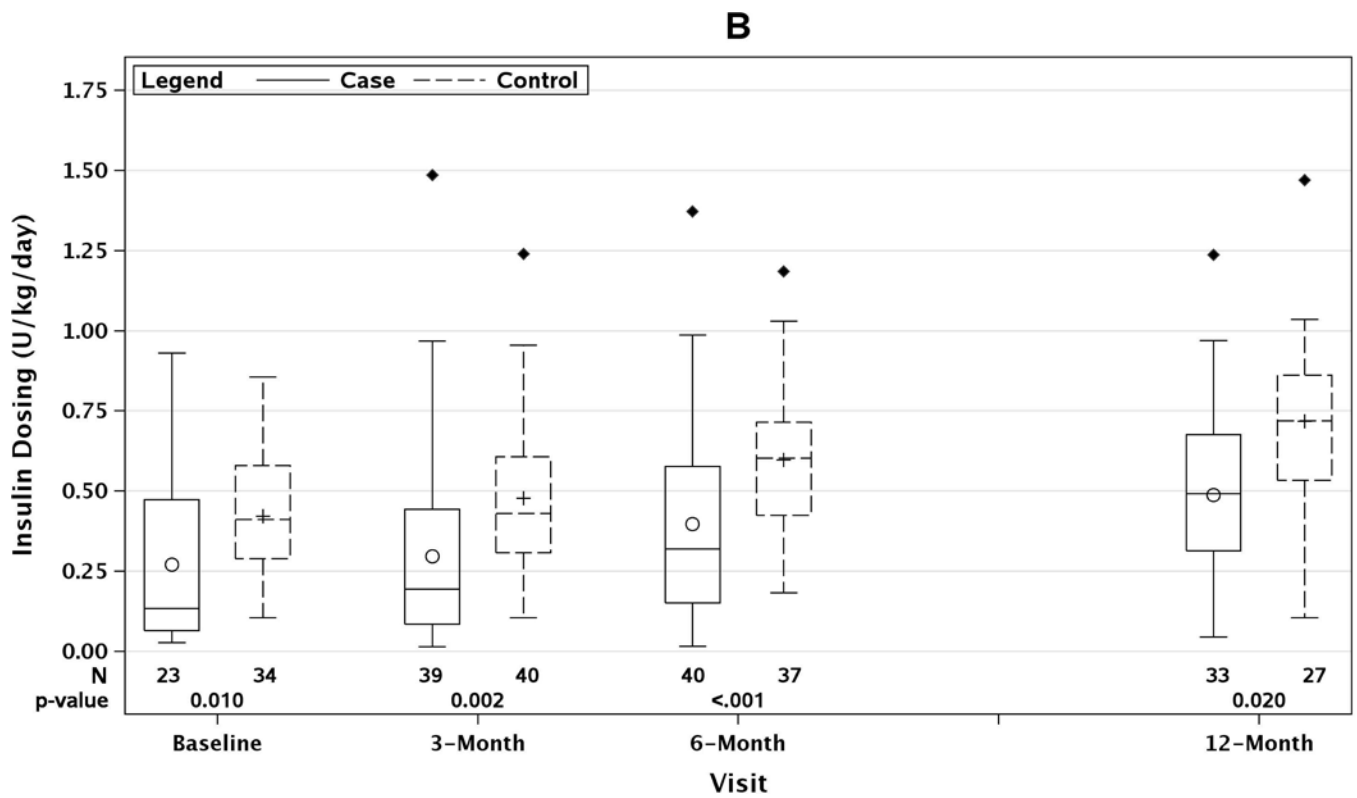 B
Legend Case Control
Insulin Dosing (U/kg/day)
1.75
1.50
1.25
1.00
0.75
0.50
0.25
0.00
N 23 34 39 40 40 37 33 27
p-value 0.010 0.002 <.001 0.020
Baseline 3-Month 6-Month 12-Month
Visit